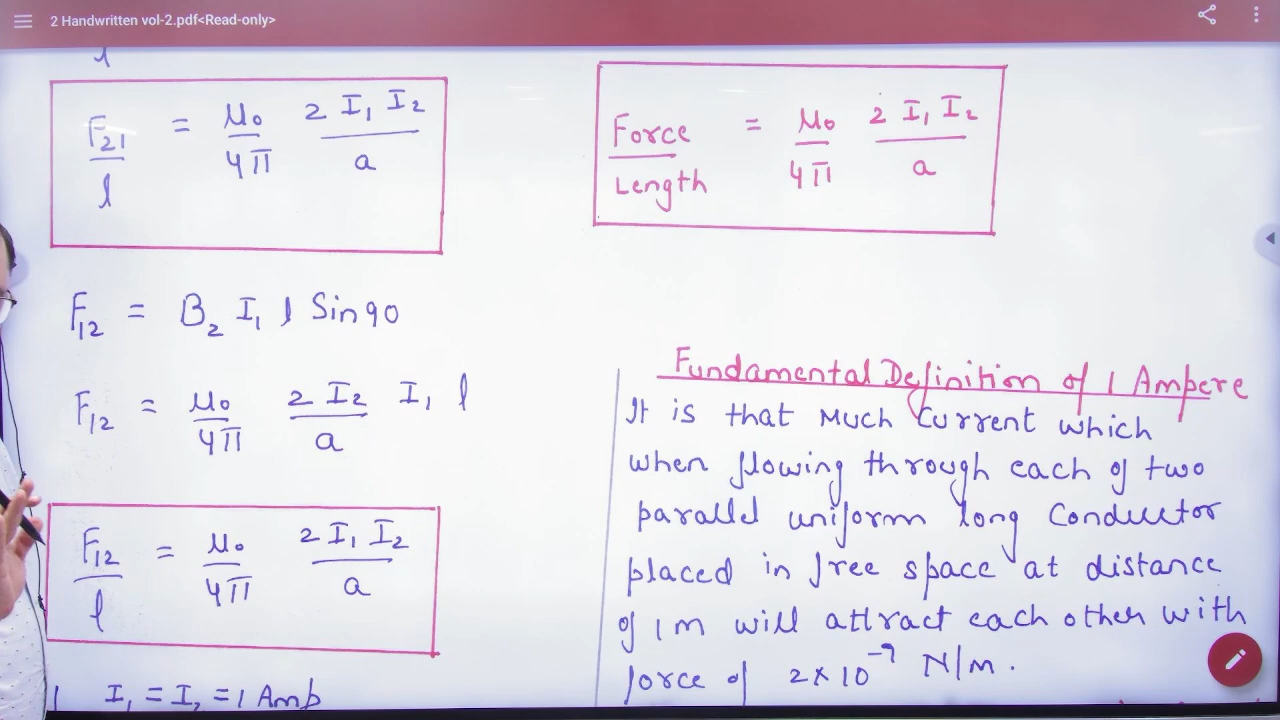 2 Handwritten vol-2.pdf<Read-only>
F₂₁/l = μ₀/4π 2 I₁ I₂/a
Force/Length = μ₀/4π 2 I₁ I₂/a
F₁₂ = B₂ I₁ l Sin90
F₁₂ = μ₀/4π 2 I₂/a I₁ l
F₁₂/l = μ₀/4π 2 I₁ I₂/a
I₁ = I₂ = 1 Amp
Fundamental Definition of 1 Ampere
It is that Much Current which
when flowing through each of two
parallel uniform long Conductor
placed in free space at distance
of 1 m will attract each other with
force of 2×10⁻⁷ N/m.